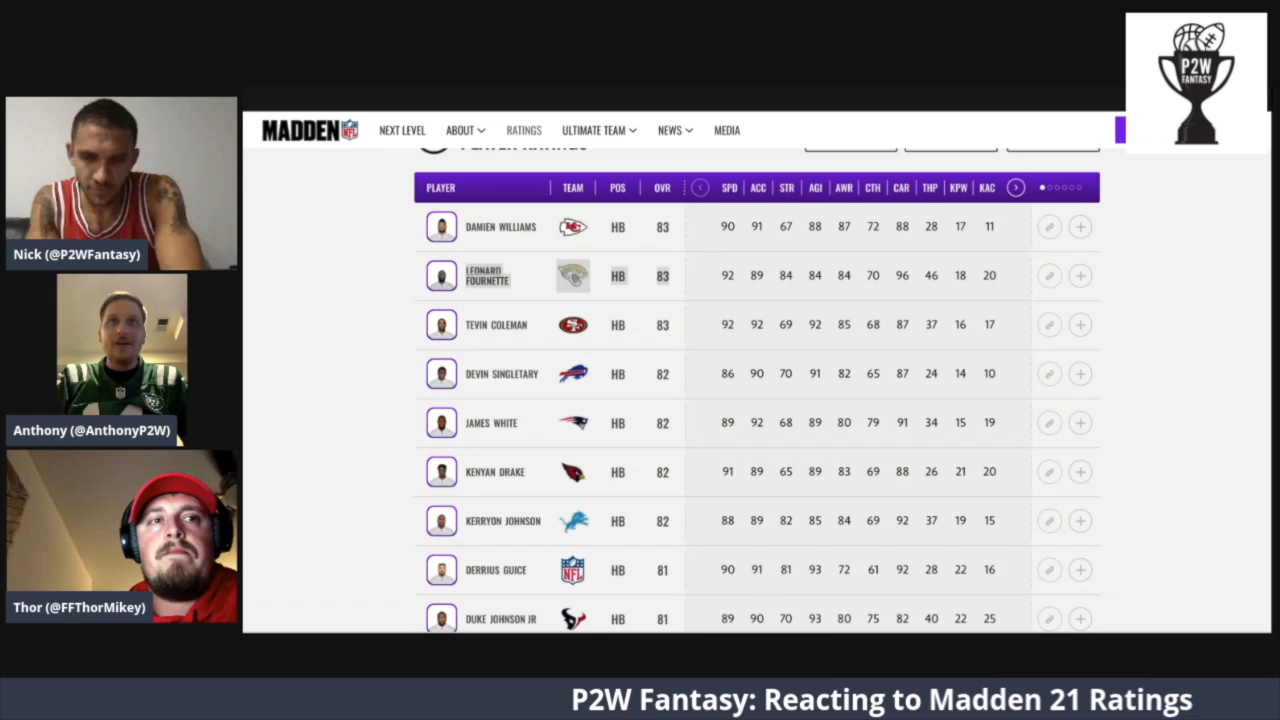 P2W
FANTASY
MADDEN NFL NEXT LEVEL ABOUT RATINGS ULTIMATE TEAM NEWS MEDIA
PLAYER RATINGS
PLAYER TEAM POS OVR SPD ACC STR AGI AWR CTH CAR THP KPW KAC
DAMIEN WILLIAMS HB 83 90 91 67 88 87 72 88 28 17 11
LEONARD
FOURNETTE HB 83 92 89 84 84 84 70 96 46 18 20
TEVIN COLEMAN HB 83 92 92 69 92 85 68 87 37 16 17
DEVIN SINGLETARY HB 82 86 90 70 91 82 65 87 24 14 10
JAMES WHITE HB 82 89 92 68 89 80 79 91 34 15 19
KENYAN DRAKE HB 82 91 89 65 89 83 69 88 26 21 20
KERRYON JOHNSON HB 82 88 89 82 85 84 69 92 37 19 15
DERRIUS GUICE NFL HB 81 90 91 81 93 72 61 92 28 22 16
DUKE JOHNSON JR HB 81 89 90 70 93 80 75 82 40 22 25
Nick (@P2WFantasy)
Anthony (@AnthonyP2W)
Thor (@FFThorMikey)
P2W Fantasy: Reacting to Madden 21 Ratings